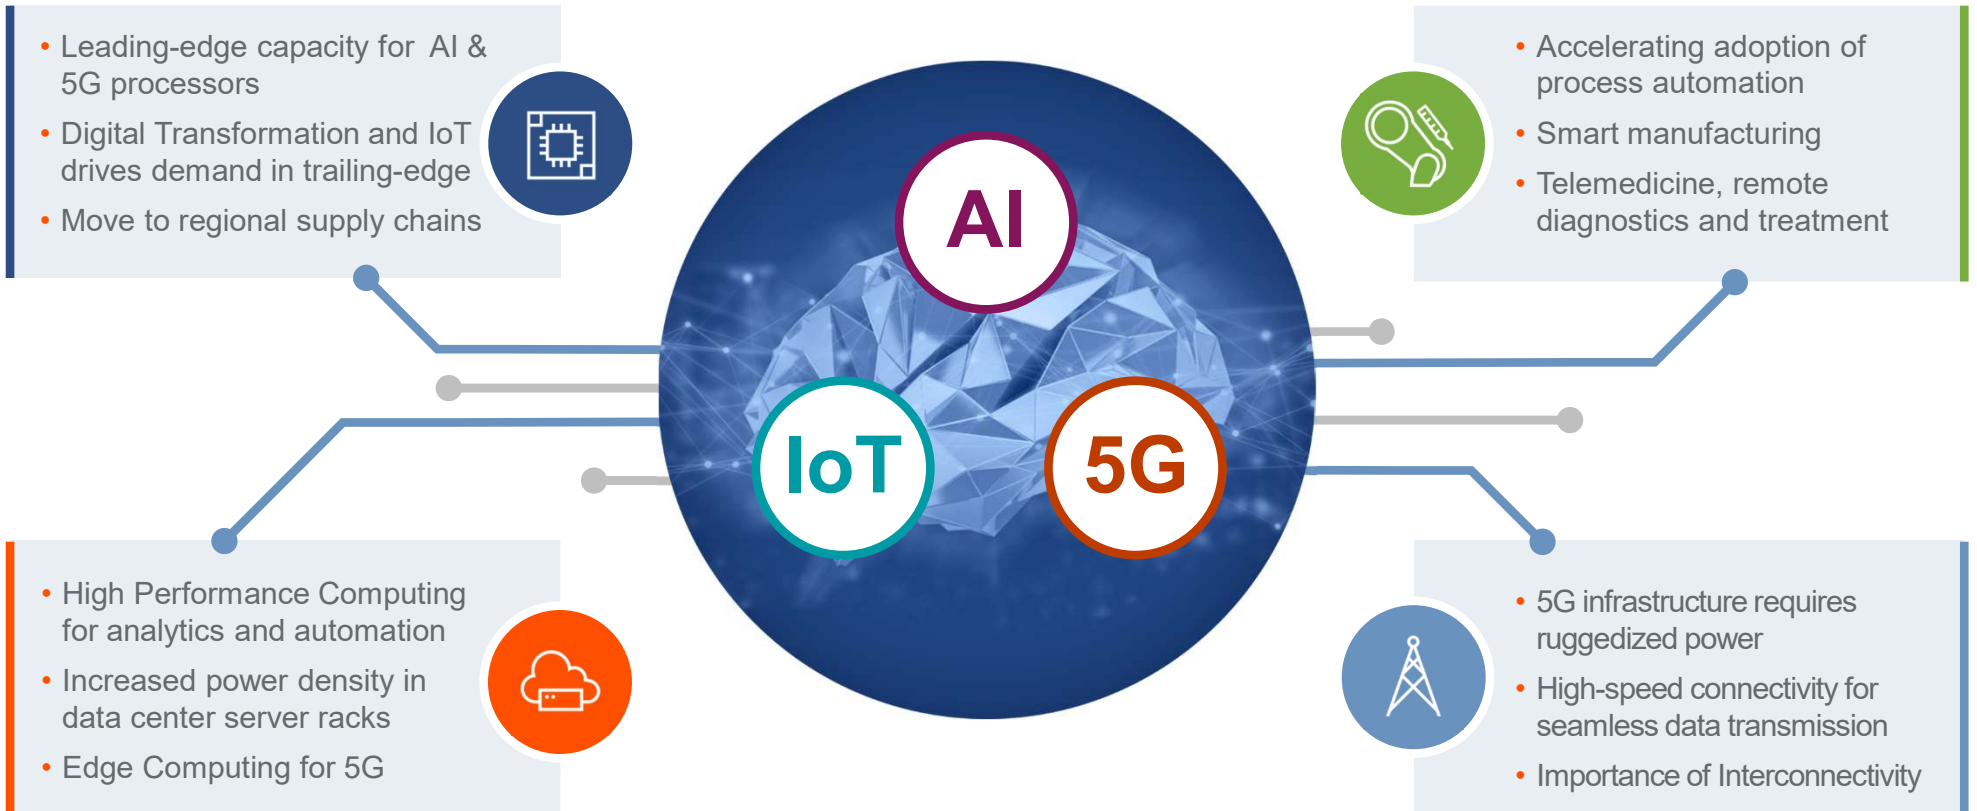 • Leading-edge capacity for AI &
5G processors
• Digital Transformation and IoT
drives demand in trailing-edge
• Move to regional supply chains
AI
IoT
5G
• Accelerating adoption of
process automation
• Smart manufacturing
• Telemedicine, remote
diagnostics and treatment
• High Performance Computing
for analytics and automation
• Increased power density in
data center server racks
• Edge Computing for 5G
• 5G infrastructure requires
ruggedized power
• High-speed connectivity for
seamless data transmission
• Importance of Interconnectivity